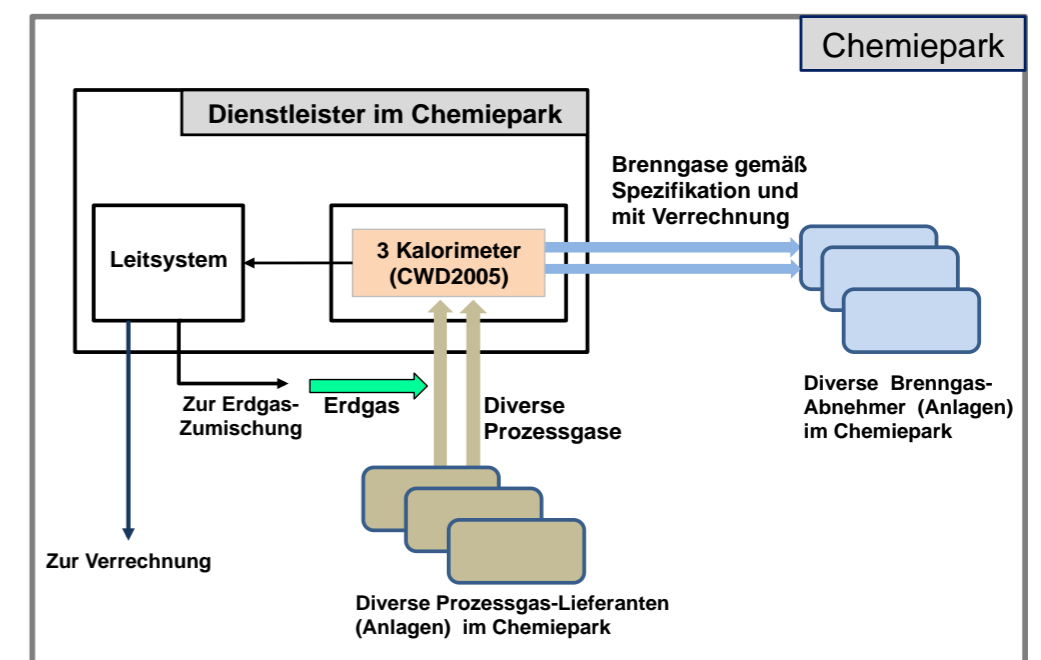 Chemiepark
Dienstleister im Chemiepark
Brenngase gemäß
Spezifikation und
mit Verrechnung
Leitsystem
3 Kalorimeter
(CWD2005)
Zur Erdgas-
Zumischung
Erdgas
Diverse
Prozessgase
Diverse Brenngas-
Abnehmer (Anlagen)
im Chemiepark
Zur Verrechnung
Diverse Prozessgas-Lieferanten
(Anlagen) im Chemiepark